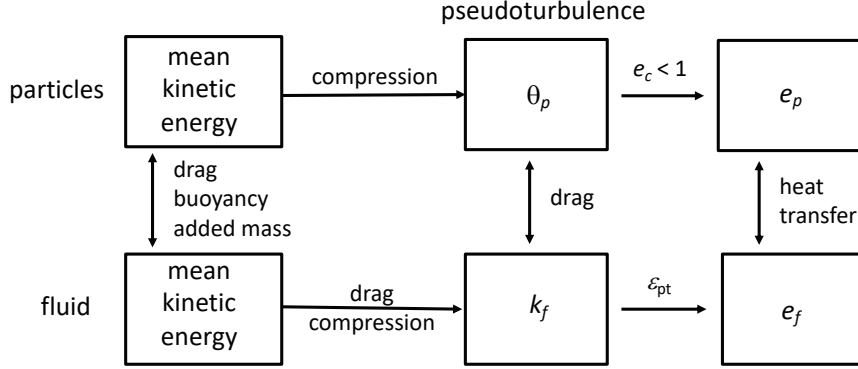 pseudoturbulence
particles
mean
kinetic
energy
compression
θp
ec < 1
ep
drag
buoyancy
added mass
drag
heat
transfer
fluid
mean
kinetic
energy
drag
compression
kf
εpt
ef